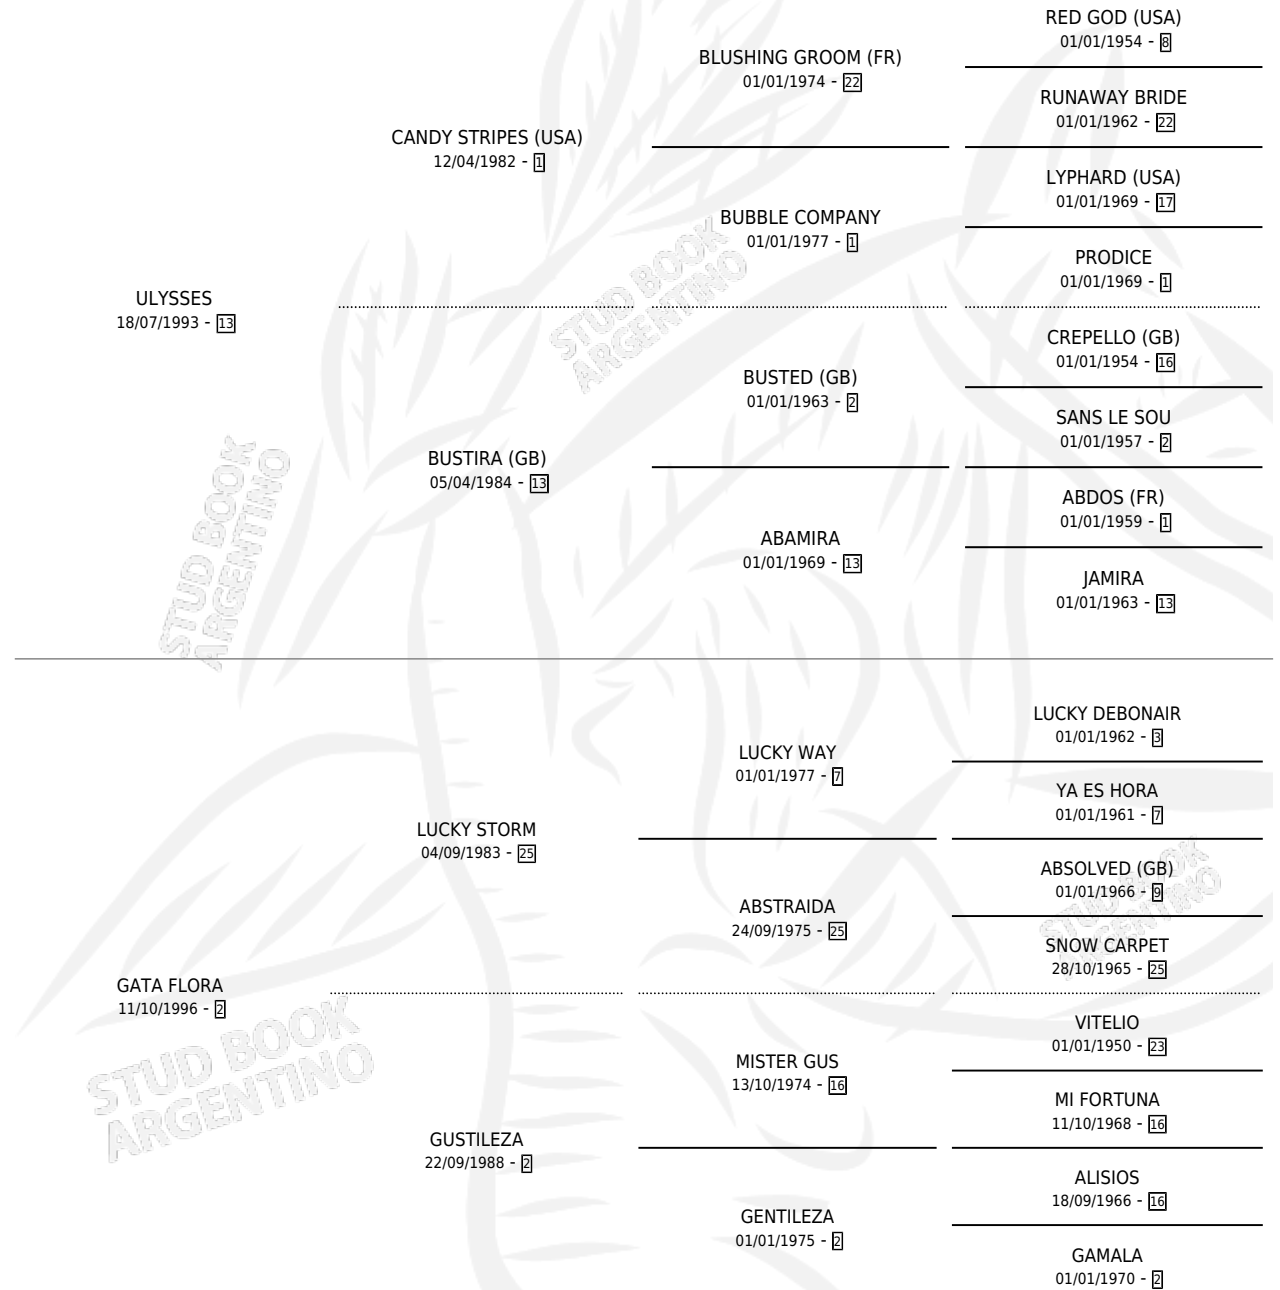 RED GOD (USA)
01/01/1954 - 8
BLUSHING GROOM (FR)
01/01/1974 - 22
RUNAWAY BRIDE
01/01/1962 - 22
CANDY STRIPES (USA)
12/04/1982 - 1
LYPHARD (USA)
01/01/1969 - 17
BUBBLE COMPANY
01/01/1977 - 1
PRODICE
01/01/1969 - 1
ULYSSES
18/07/1993 - 13
STUD BOOK
ARGENTINO
CREPELLO (GB)
01/01/1954 - 16
BUSTED (GB)
01/01/1963 - 2
SANS LE SOU
01/01/1957 - 2
BUSTIRA (GB)
05/04/1984 - 13
ABDOS (FR)
01/01/1959 - 1
ABAMIRA
01/01/1969 - 13
JAMIRA
01/01/1963 - 13
STUD BOOK
ARGENTINO
LUCKY DEBONAIR
01/01/1962 - 3
LUCKY WAY
01/01/1977 - 7
YA ES HORA
01/01/1961 - 7
LUCKY STORM
04/09/1983 - 25
ABSOLVED (GB)
01/01/1966 - 9
ABSTRAIDA
24/09/1975 - 25
STUD BOOK
ARGENTINO
SNOW CARPET
28/10/1965 - 25
GATA FLORA
11/10/1996 - 2
VITELIO
01/01/1950 - 23
MISTER GUS
13/10/1974 - 16
MI FORTUNA
11/10/1968 - 16
STUD BOOK
ARGENTINO
GUSTILEZA
22/09/1988 - 2
ALISIOS
18/09/1966 - 16
GENTILEZA
01/01/1975 - 2
GAMALA
01/01/1970 - 2